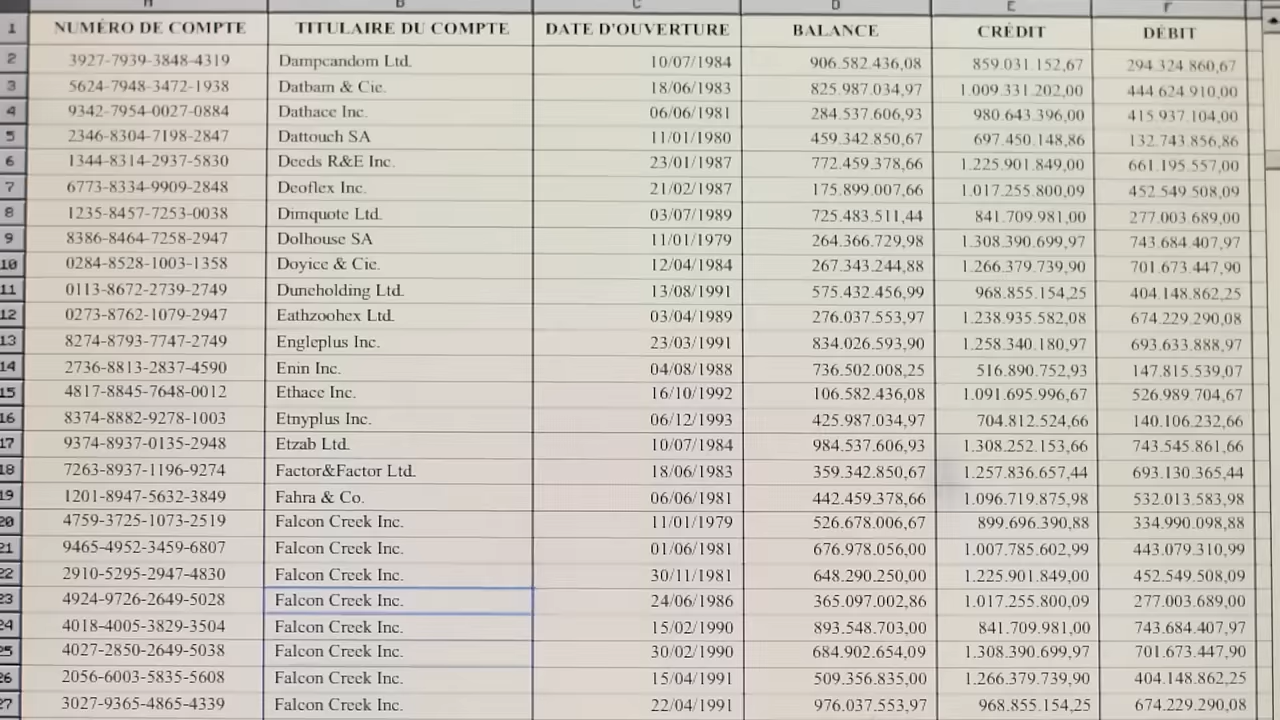 A B C D E F
1 NUMÉRO DE COMPTE TITULAIRE DU COMPTE DATE D'OUVERTURE BALANCE CRÉDIT DÉBIT
2 3927-7939-3848-4319 Dampcandom Ltd. 10/07/1984 906.582.436,08 859.031.152,67 294.324.860,67
3 5624-7948-3472-1938 Datbam & Cie. 18/06/1983 825.987.034,97 1.009.331.202,00 444.624.910,00
4 9342-7954-0027-0884 Dathace Inc. 06/06/1981 284.537.606,93 980.643.396,00 415.937.104,00
5 2346-8304-7198-2847 Dattouch SA 11/01/1980 459.342.850,67 697.450.148,86 132.743.856,86
6 1344-8314-2937-5830 Deeds R&E Inc. 23/01/1987 772.459.378,66 1.225.901.849,00 661.195.557,00
7 6773-8334-9909-2848 Deoflex Inc. 21/02/1987 175.899.007,66 1.017.255.800,09 452.549.508,09
8 1235-8457-7253-0038 Dimquote Ltd. 03/07/1989 725.483.511,44 841.709.981,00 277.003.689,00
9 8386-8464-7258-2947 Dolhouse SA 11/01/1979 264.366.729,98 1.308.390.699,97 743.684.407,97
10 0284-8528-1003-1358 Doyice & Cie. 12/04/1984 267.343.244,88 1.266.379.739,90 701.673.447,90
11 0113-8672-2739-2749 Duneholding Ltd. 13/08/1991 575.432.456,99 968.855.154,25 404.148.862,25
12 0273-8762-1079-2947 Eathzoohex Ltd. 03/04/1989 276.037.553,97 1.238.935.582,08 674.229.290,08
13 8274-8793-7747-2749 Engleplus Inc. 23/03/1991 834.026.593,90 1.258.340.180,97 693.633.888,97
14 2736-8813-2837-4590 Enin Inc. 04/08/1988 736.502.008,25 516.890.752,93 147.815.539,07
15 4817-8845-7648-0012 Ethace Inc. 16/10/1992 106.582.436,08 1.091.695.996,67 526.989.704,67
16 8374-8882-9278-1003 Etnyplus Inc. 06/12/1993 425.987.034,97 704.812.524,66 140.106.232,66
17 9374-8937-0135-2948 Etzab Ltd. 10/07/1984 984.537.606,93 1.308.252.153,66 743.545.861,66
18 7263-8937-1196-9274 Factor&Factor Ltd. 18/06/1983 359.342.850,67 1.257.836.657,44 693.130.365,44
19 1201-8947-5632-3849 Fahra & Co. 06/06/1981 442.459.378,66 1.096.719.875,98 532.013.583,98
20 4759-3725-1073-2519 Falcon Creek Inc. 11/01/1979 526.678.006,67 899.696.390,88 334.990.098,88
21 9465-4952-3459-6807 Falcon Creek Inc. 01/06/1981 676.978.056,00 1.007.785.602,99 443.079.310,99
22 2910-5295-2947-4830 Falcon Creek Inc. 30/11/1981 648.290.250,00 1.225.901.849,00 452.549.508,09
23 4924-9726-2649-5028 Falcon Creek Inc. 24/06/1986 365.097.002,86 1.017.255.800,09 277.003.689,00
24 4018-4005-3829-3504 Falcon Creek Inc. 15/02/1990 893.548.703,00 841.709.981,00 743.684.407,97
25 4027-2850-2649-5038 Falcon Creek Inc. 30/02/1990 684.902.654,09 1.308.390.699,97 701.673.447,90
26 2056-6003-5835-5608 Falcon Creek Inc. 15/04/1991 509.356.835,00 1.266.379.739,90 404.148.862,25
27 3027-9365-4865-4339 Falcon Creek Inc. 22/04/1991 976.037.553,97 968.855.154,25 674.229.290,08